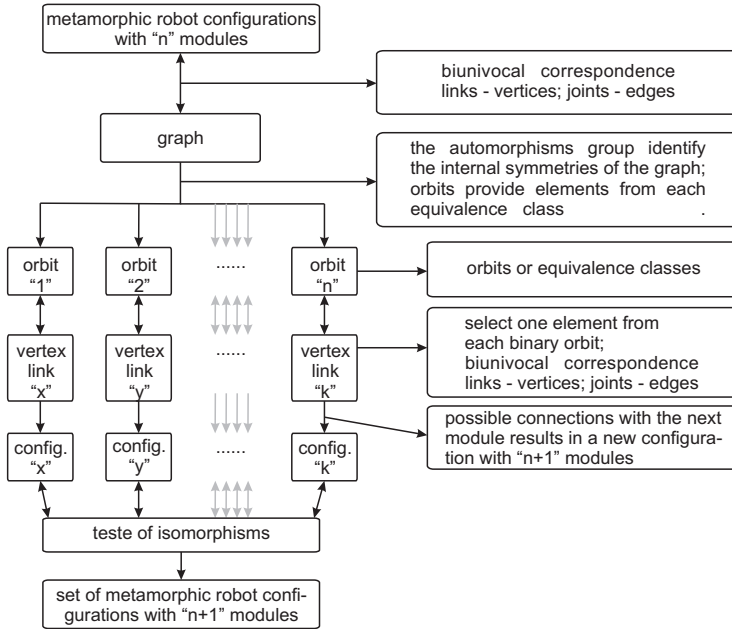 metamorphic robot configurations
with “n” modules
biunivocal correspondence
links - vertices; joints - edges
graph
the automorphisms group identify
the internal symmetries of the graph;
orbits provide elements from each
equivalence class .
orbit
“1”
orbit
“2”
......
orbit
“n”
orbits or equivalence classes
vertex
link
“x”
vertex
link
“y”
......
vertex
link
“k”
select one element from
each binary orbit;
biunivocal correspondence
links - vertices; joints - edges
config.
“x”
config.
“y”
......
config.
“k”
possible connections with the next
module results in a new configura-
tion with “n+1” modules
teste of isomorphisms
set of metamorphic robot confi-
gurations with “n+1” modules